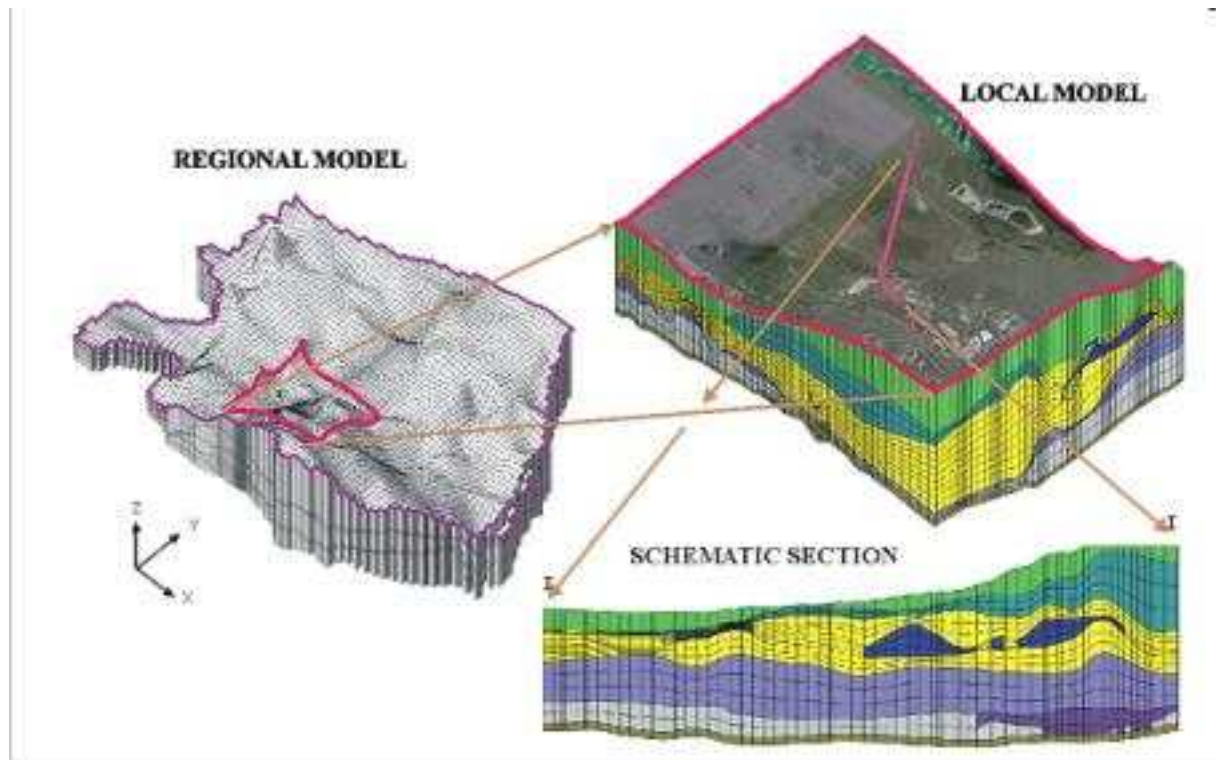 LOCAL MODEL
REGIONAL MODEL
Z
Y
X
I
SCHEMATIC SECTION
I